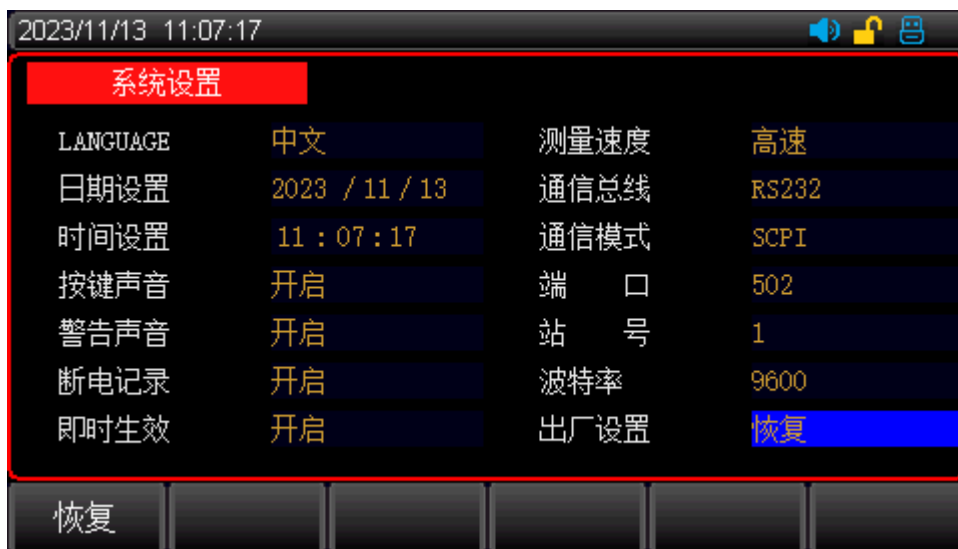 2023/11/13 11:07:17
系统设置
LANGUAGE 中文 测量速度 高速
日期设置 2023 / 11 / 13 通信总线 RS232
时间设置 11 : 07 : 17 通信模式 SCPI
按键声音 开启 端 口 502
警告声音 开启 站 号 1
断电记录 开启 波特率 9600
即时生效 开启 出厂设置 恢复
恢复